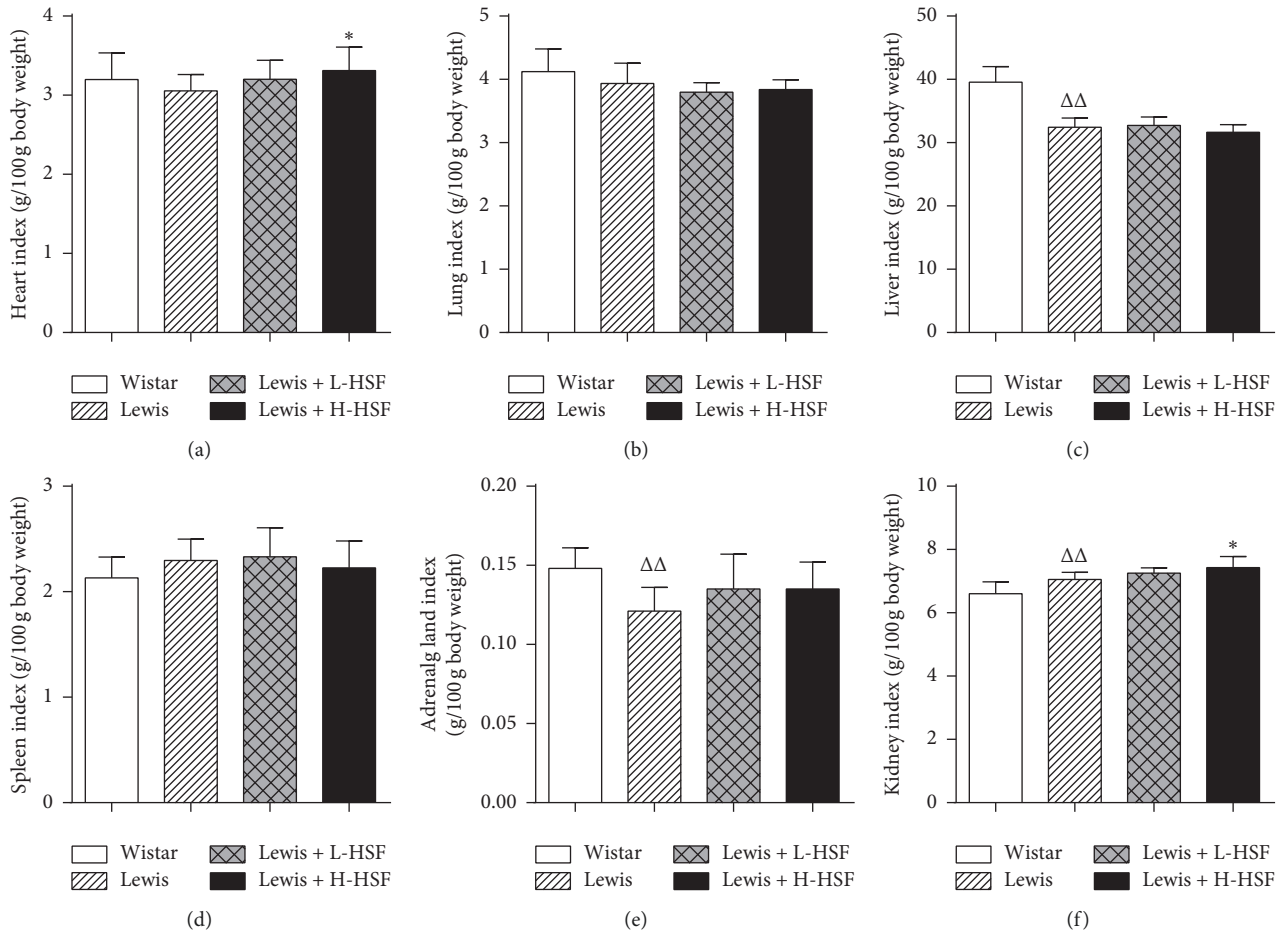 Heart index (g/100 g body weight)
4
3
2
1
0
*
Wistar
Lewis
Lewis + L-HSF
Lewis + H-HSF
(a)
Lung index (g/100 g body weight)
5
4
3
2
1
0
Wistar
Lewis
Lewis + L-HSF
Lewis + H-HSF
(b)
Liver index (g/100 g body weight)
50
40
30
20
10
0
ΔΔ
Wistar
Lewis
Lewis + L-HSF
Lewis + H-HSF
(c)
Spleen index (g/100 g body weight)
3
2
1
0
Wistar
Lewis
Lewis + L-HSF
Lewis + H-HSF
(d)
Adrenalg land index
(g/100 g body weight)
0.20
0.15
0.10
0.05
0.00
ΔΔ
Wistar
Lewis
Lewis + L-HSF
Lewis + H-HSF
(e)
Kidney index (g/100 g body weight)
10
8
6
4
2
0
ΔΔ
*
Wistar
Lewis
Lewis + L-HSF
Lewis + H-HSF
(f)